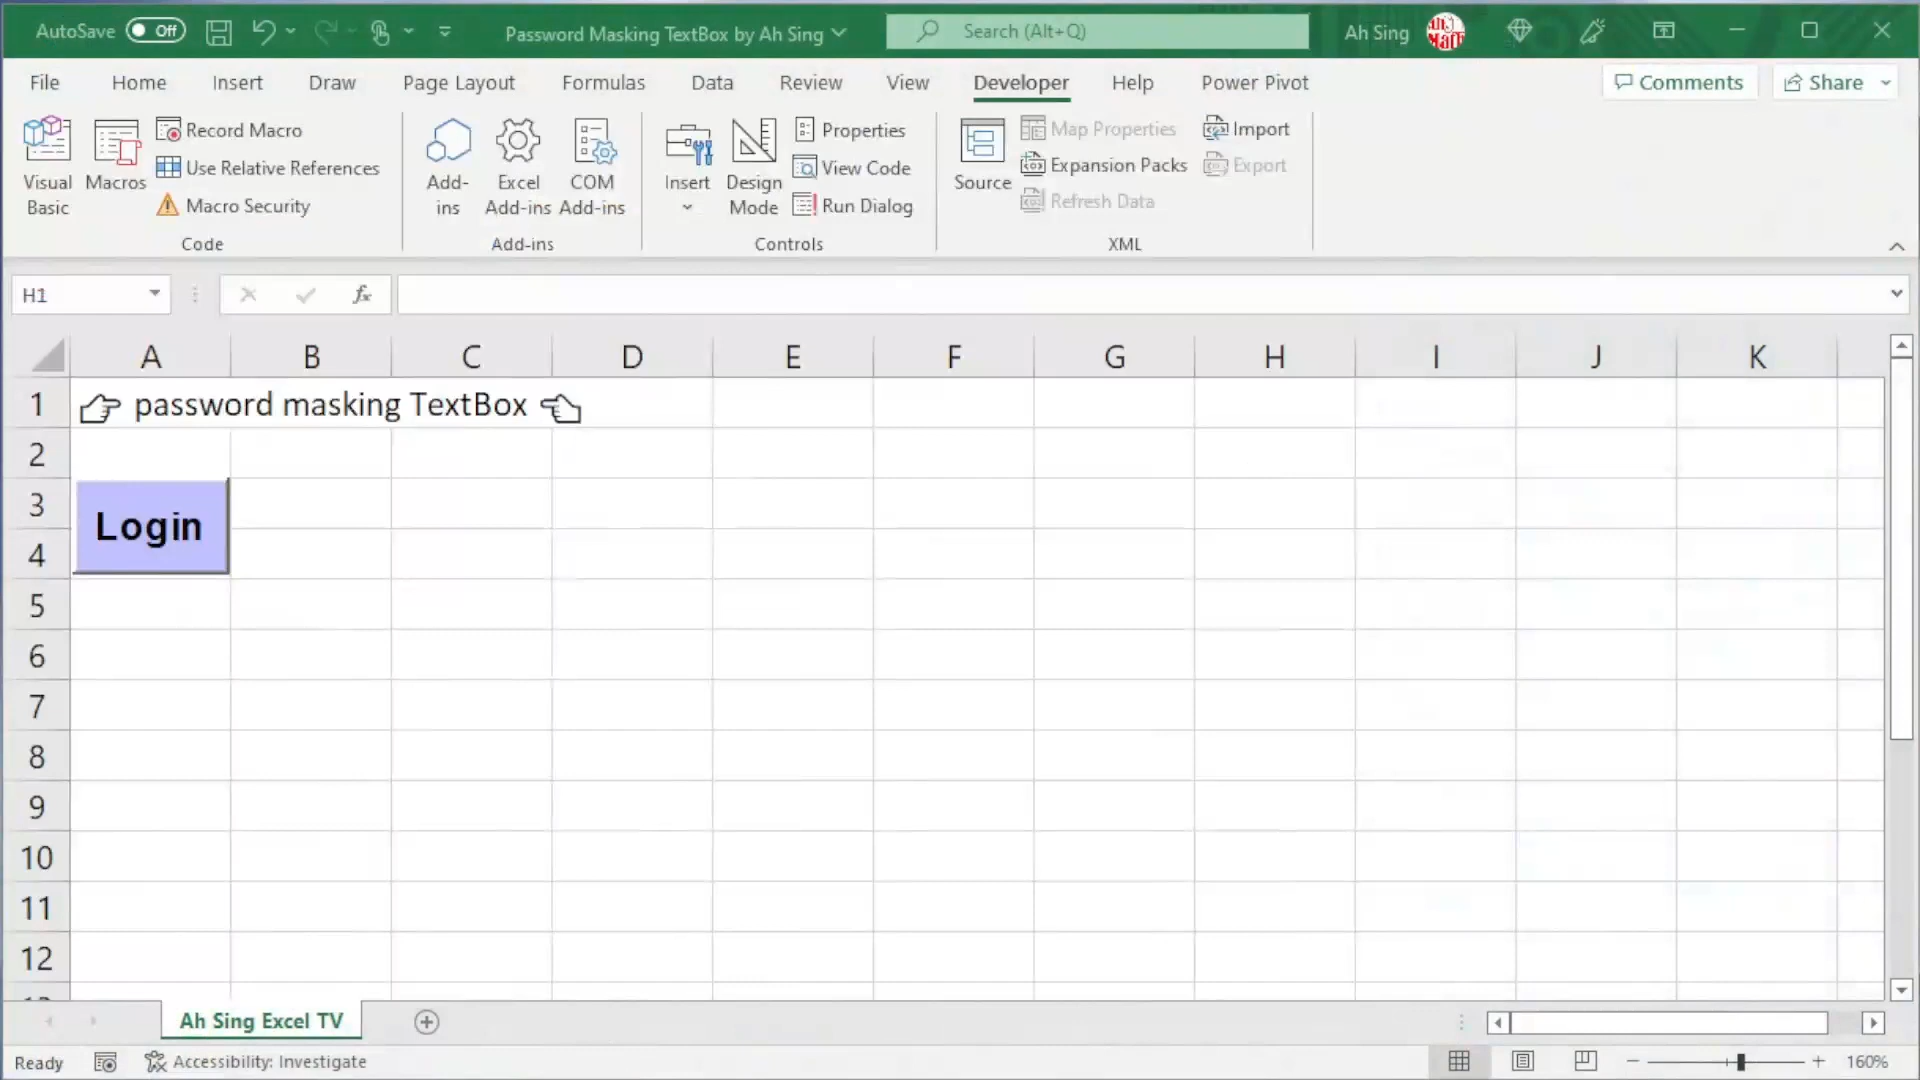 AutoSave Off Password Masking TextBox by Ah Sing Search (Alt+Q) Ah Sing
File Home Insert Draw Page Layout Formulas Data Review View Developer Help Power Pivot Comments Share
Visual Basic
Macros
Record Macro
Use Relative References
Macro Security
Code
Add-ins
Excel Add-ins
COM Add-ins
Add-ins
Insert
Design Mode
Properties
View Code
Run Dialog
Controls
Source
Map Properties
Expansion Packs
Refresh Data
Import
Export
XML
H1 fx
A B C D E F G H I J K
1 password masking TextBox
2
3
Login
4
5
6
7
8
9
10
11
12
Ah Sing Excel TV
Ready Accessibility: Investigate 160%